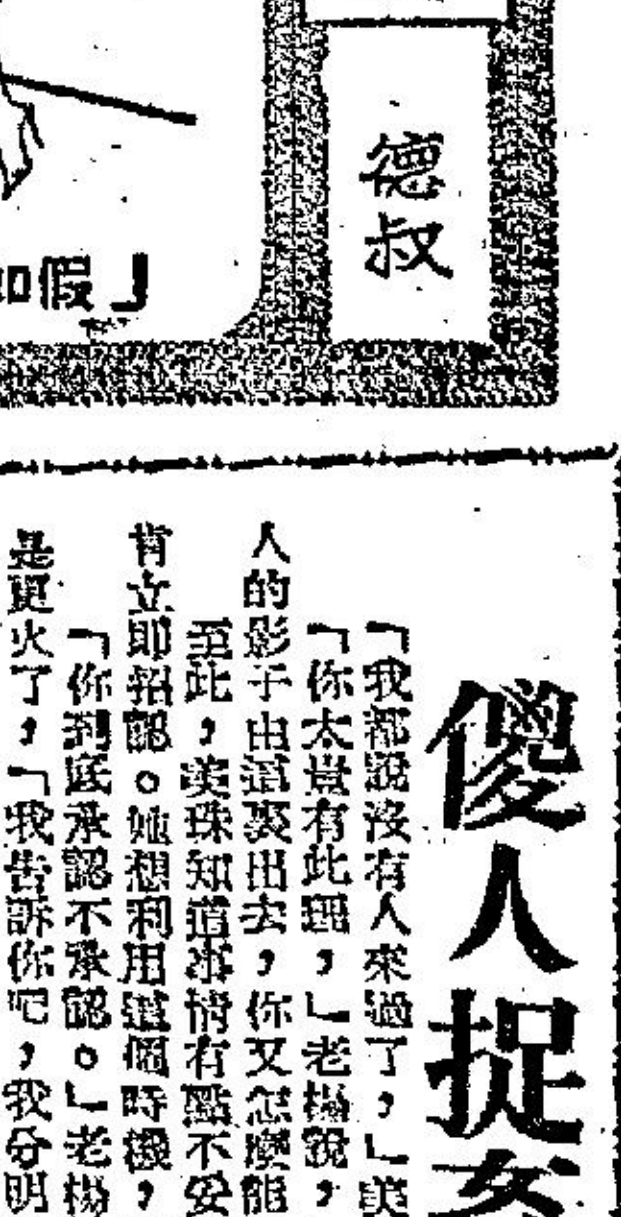 德叔
如假」
傻人捉姦
「我都說沒有人來過了，」美
「你太豈有此理，」老楊說，
人的影子由這裏出去，你又怎麼能
至此，美珠知道事情有點不妥
肯立即招認。她想利用這個時機，
「你到底承認不承認。」老楊
是更火了，「我告訴你吧，我分明